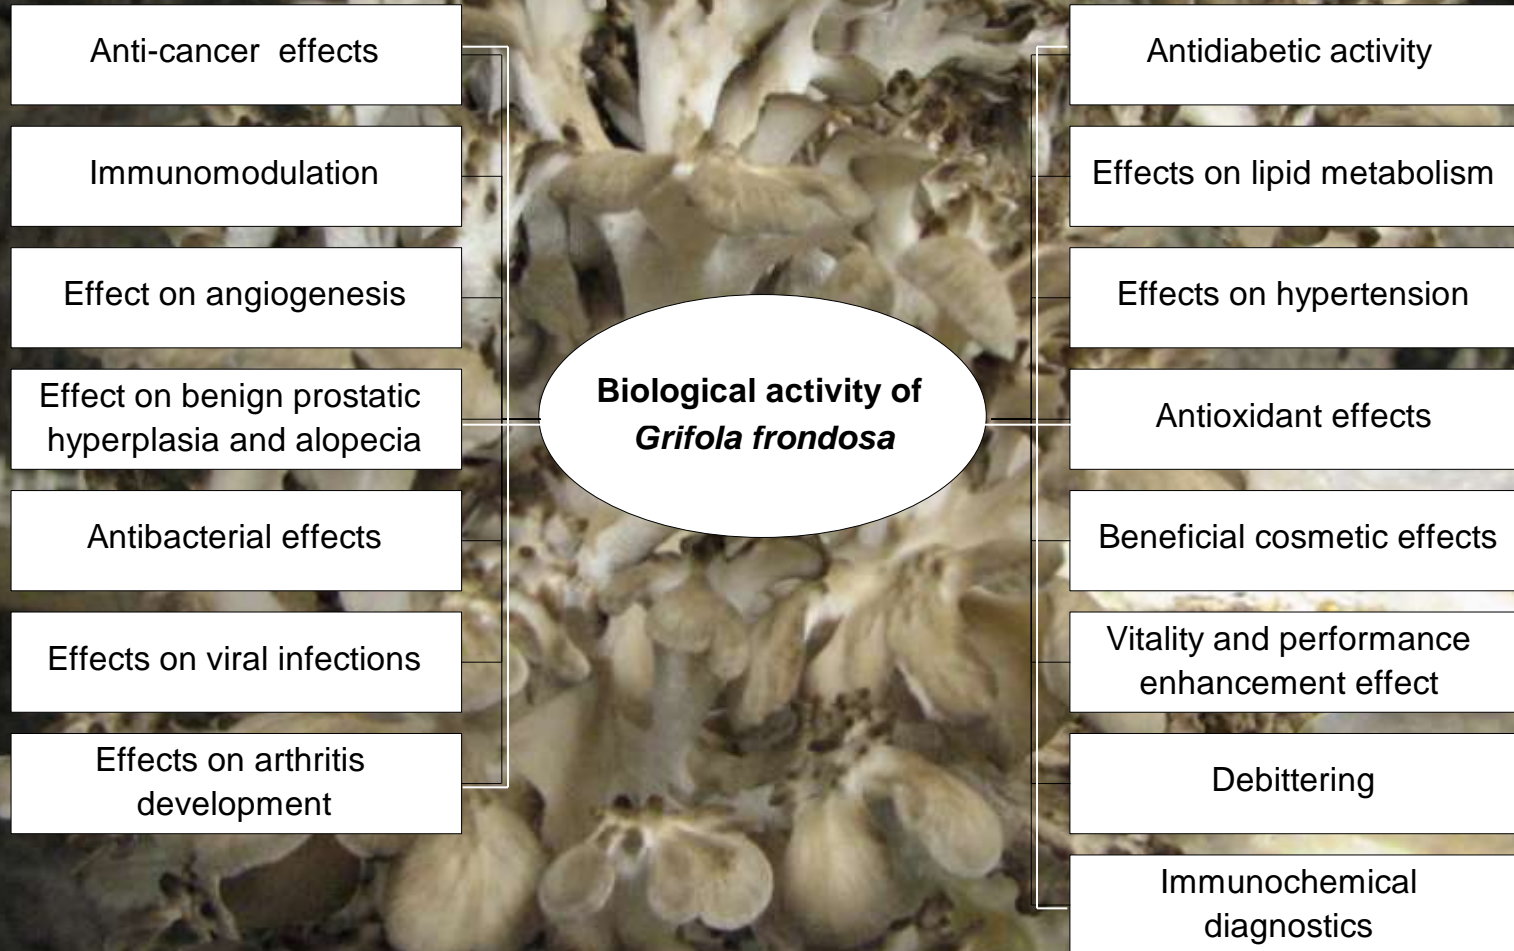 Anti-cancer effects
Immunomodulation
Effect on angiogenesis
Effect on benign prostatic
hyperplasia and alopecia
Antibacterial effects
Effects on viral infections
Effects on arthritis
development
Biological activity of
Grifola frondosa
Antidiabetic activity
Effects on lipid metabolism
Effects on hypertension
Antioxidant effects
Beneficial cosmetic effects
Vitality and performance
enhancement effect
Debittering
Immunochemical
diagnostics